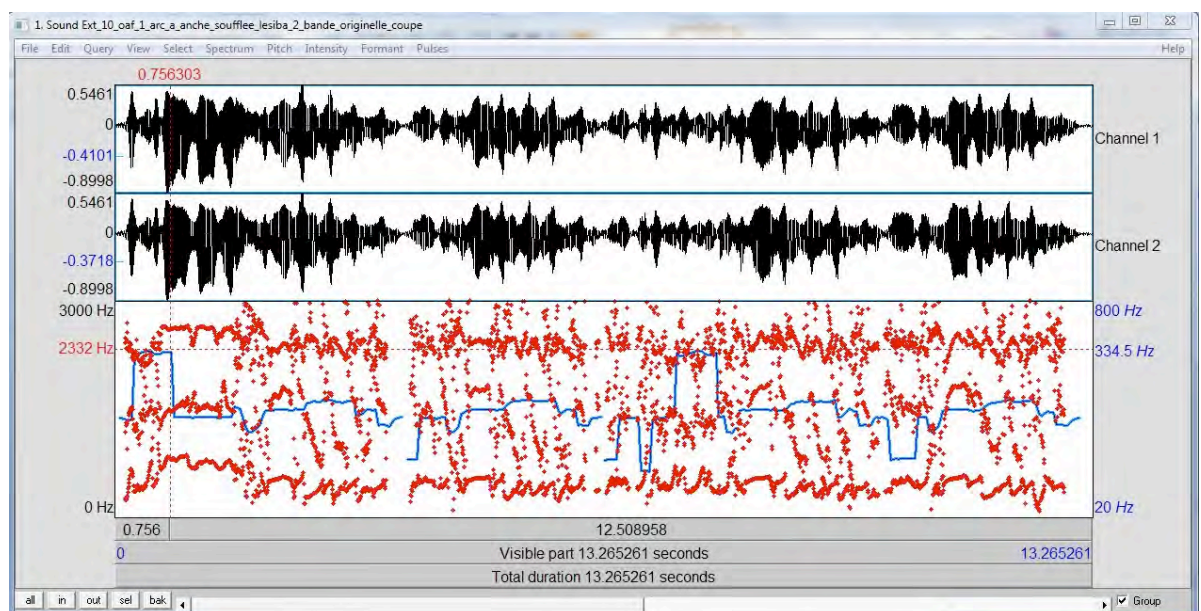 1. Sound Ext_10_oaf_1_arc_a_anche_soufflee_lesiba_2_bande_originelle_coupe
File Edit Query View Select Spectrum Pitch Intensity Formant Pulses Help
0.756303
0.5461
0
-0.4101
-0.8998
Channel 1
0.5461
0
-0.3718
-0.8998
Channel 2
3000 Hz 800 Hz
2332 Hz 334.5 Hz
0 Hz 20 Hz
0.756 12.508958
0 Visible part 13.265261 seconds 13.265261
Total duration 13.265261 seconds
all in out sel bak Group